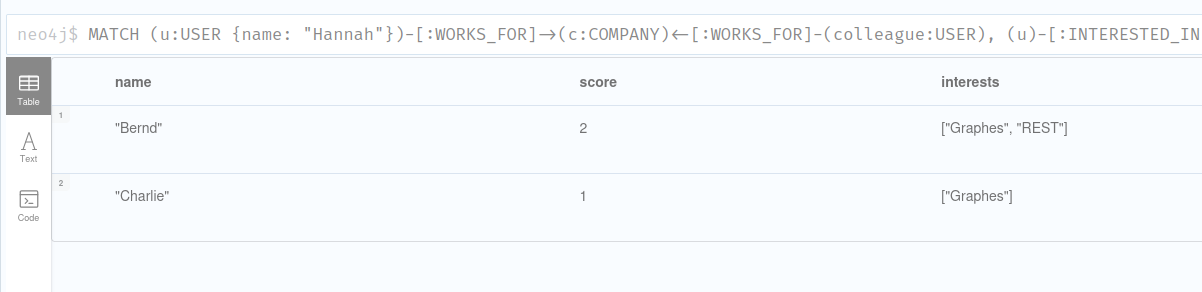 neo4j$ MATCH (u:USER {name: "Hannah"})-[:WORKS_FOR]->(c:COMPANY)<-[:WORKS_FOR]-(colleague:USER), (u)-[:INTERESTED_IN
Table
name score interests
1
"Bernd" 2 ["Graphes", "REST"]
A
Text
2
"Charlie" 1 ["Graphes"]
Code